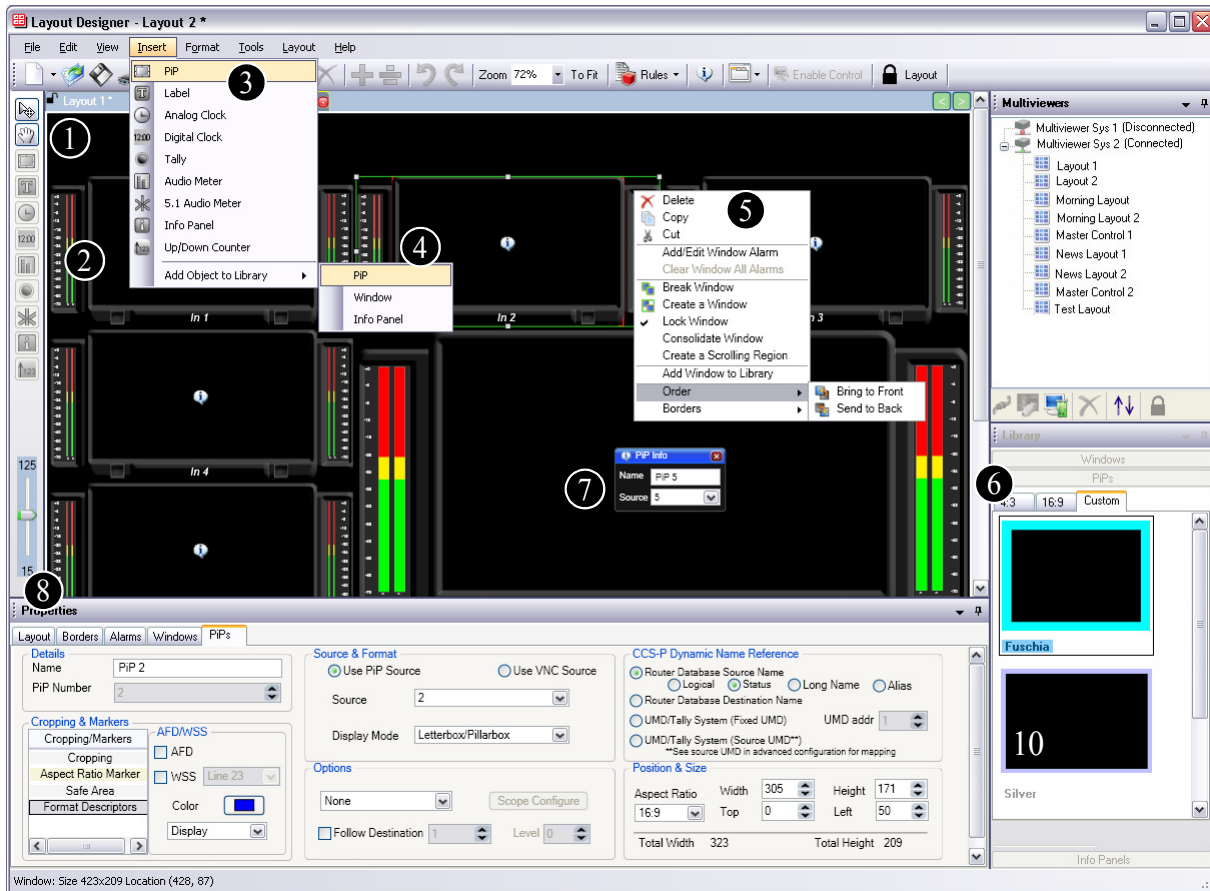 Layout Designer - Layout 2 *
File Edit View Insert Format Tools Layout Help
Zoom 72% To Fit Rules Enable Control Layout
Layout 1 *
PiP
Label
Analog Clock
12:00 Digital Clock
Tally
Audio Meter
5.1 Audio Meter
Info Panel
Up/Down Counter
Add Object to Library
PiP
Window
Info Panel
1
2
3
4
5
6
7
8
10
12:00
123
125
15
Delete
Copy
Cut
Add/Edit Window Alarm
Clear Window All Alarms
Break Window
Create a Window
Lock Window
Consolidate Window
Create a Scrolling Region
Add Window to Library
Order
Borders
Bring to Front
Send to Back
In 1
In 2
n 3
In 4
PiP Info
Name PiP 5
Source 5
Multiviewers
Multiviewer Sys 1 (Disconnected)
Multiviewer Sys 2 (Connected)
Layout 1
Layout 2
Morning Layout
Morning Layout 2
Master Control 1
News Layout 1
News Layout 2
Master Control 2
Test Layout
Library
Windows
PiPs
4:3 16:9 Custom
Fuschia
Silver
Info Panels
Properties
Layout Borders Alarms Windows PiPs
Details
Name PiP 2
PiP Number 2
Cropping & Markers
Cropping/Markers
Cropping
Aspect Ratio Marker
Safe Area
Format Descriptors
AFD/WSS
AFD
WSS Line 23
Color
Display
Source & Format
Use PiP Source Use VNC Source
Source 2
Display Mode Letterbox/Pillarbox
Options
None Scope Configure
Follow Destination 1 Level 0
CCS-P Dynamic Name Reference
Router Database Source Name
Logical Status Long Name Alias
Router Database Destination Name
UMD/Tally System (Fixed UMD) UMD addr 1
UMD/Tally System (Source UMD**)
**See source UMD in advanced configuration for mapping
Position & Size
Aspect Ratio Width 305 Height 171
16:9 Top 0 Left 50
Total Width 323 Total Height 209
Window: Size 423x209 Location (428, 87)